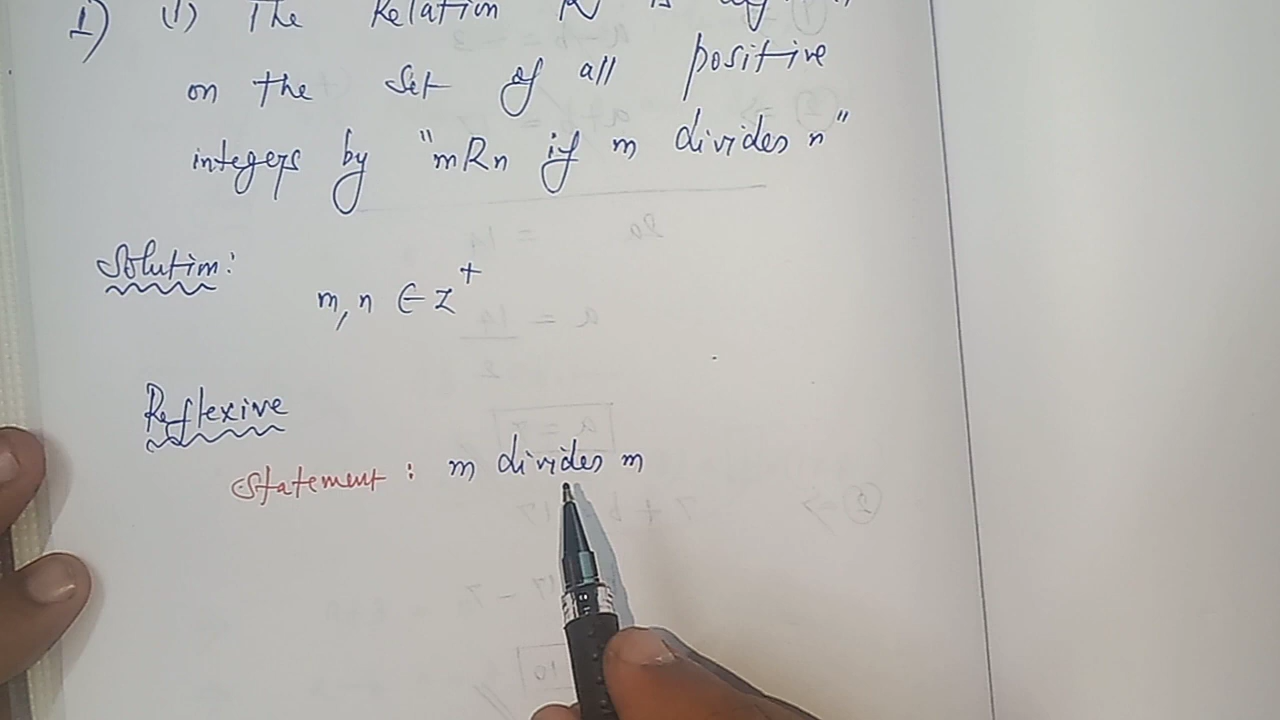 1) (i) The Relation R is
on the set of all positive
integers by "mRn if m divides n"
Solution:
m, n ∈ Z⁺
Reflexive
Statement : m divides m